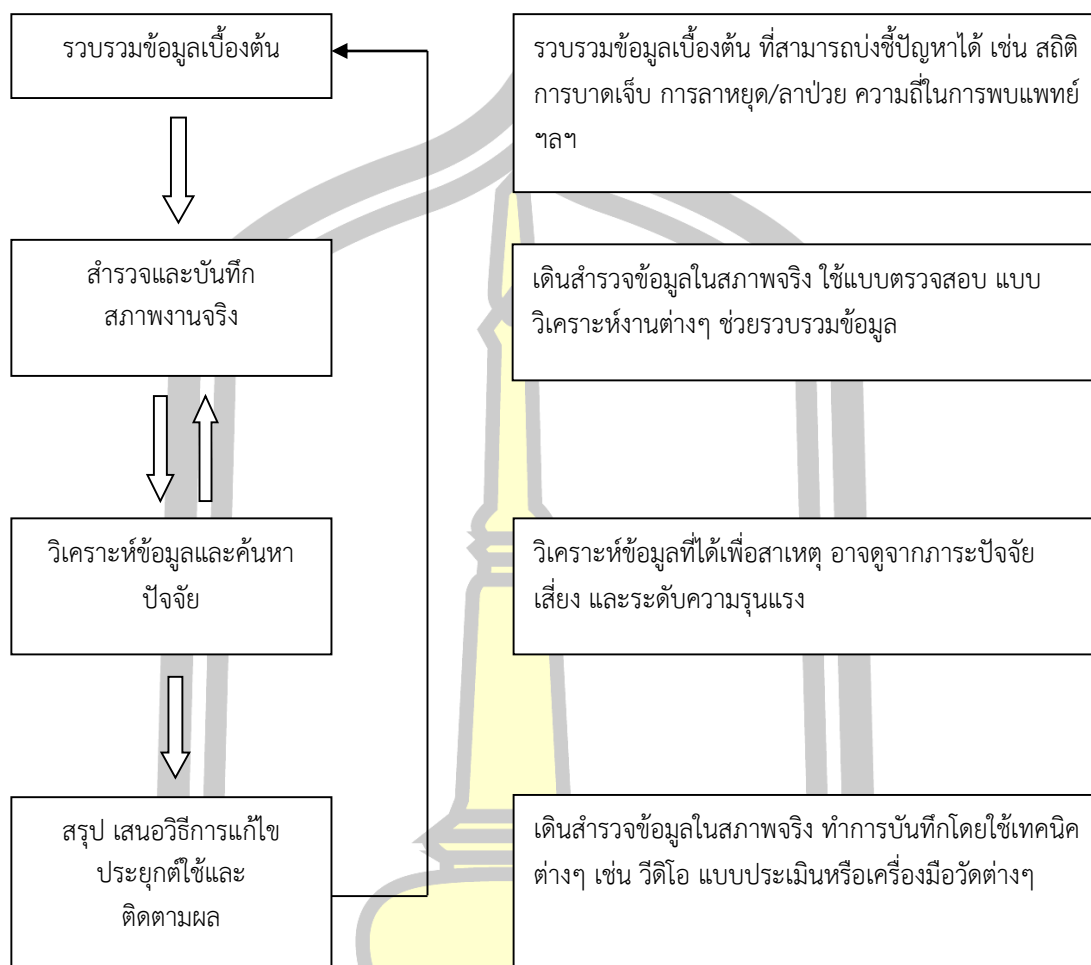 รวบรวมข้อมูลเบื้องต้น
รวบรวมข้อมูลเบื้องต้น ที่สามารถบ่งชี้ปัญหาได้ เช่น สถิติ
การบาดเจ็บ การลาหยุด/ลาป่วย ความถี่ในการพบแพทย์
ฯลฯ
สำรวจและบันทึก
สภาพงานจริง
เดินสำรวจข้อมูลในสภาพจริง ใช้แบบตรวจสอบ แบบ
วิเคราะห์งานต่างๆ ช่วยรวบรวมข้อมูล
วิเคราะห์ข้อมูลและค้นหา
ปัจจัย
วิเคราะห์ข้อมูลที่ได้เพื่อสาเหตุ อาจดูจากภาระปัจจัย
เสี่ยง และระดับความรุนแรง
สรุป เสนอวิธีการแก้ไข
ประยุกต์ใช้และ
ติดตามผล
เดินสำรวจข้อมูลในสภาพจริง ทำการบันทึกโดยใช้เทคนิค
ต่างๆ เช่น วีดิโอ แบบประเมินหรือเครื่องมือวัดต่างๆ